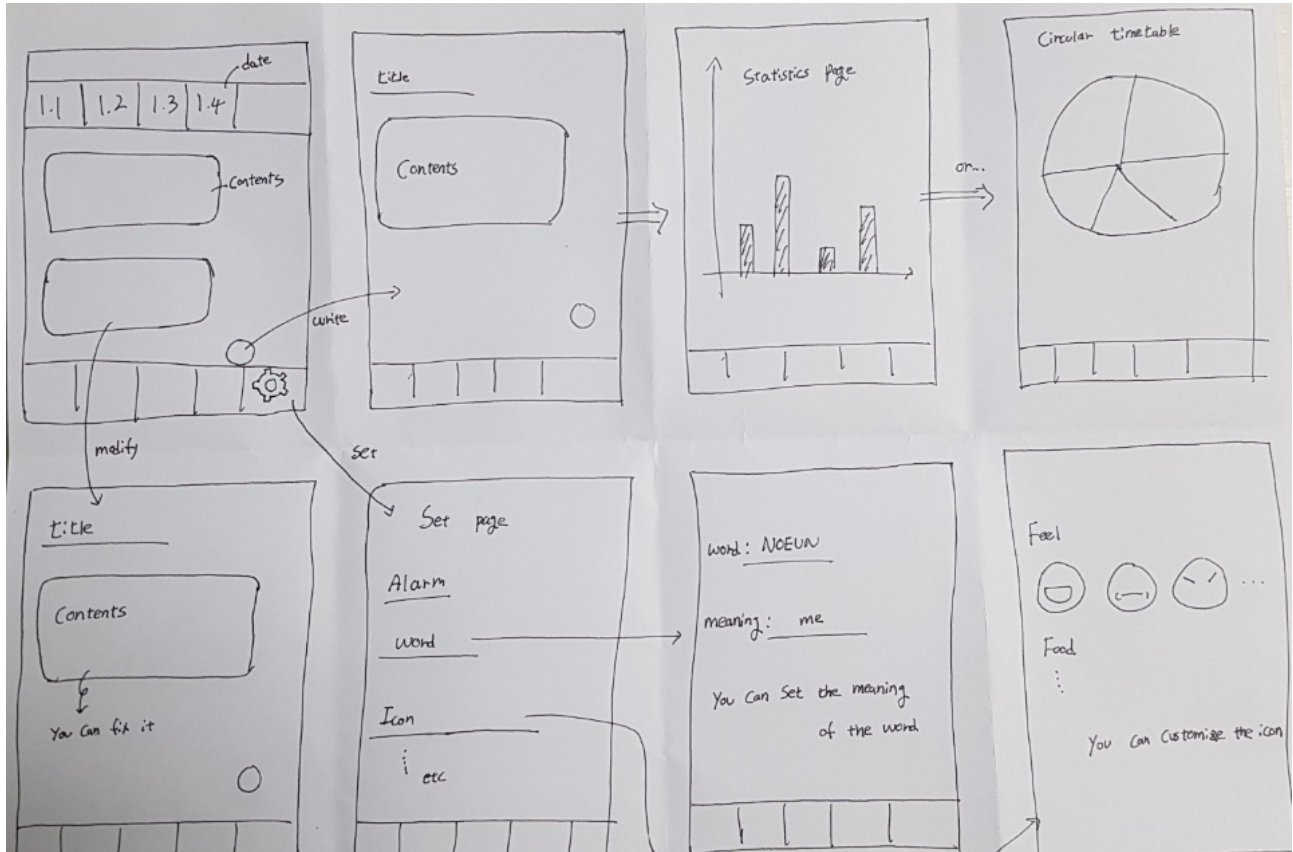 date
1.1 1.2 1.3 1.4
Contents
write
modify
set
title
Contents
Statistics page
or...
Circular timetable
title
Contents
You can fix it
Set page
Alarm
word
Icon
etc
word: NOEUN
meaning: me
You can set the meaning
of the word
Feel
...
Food
You can customize the icon